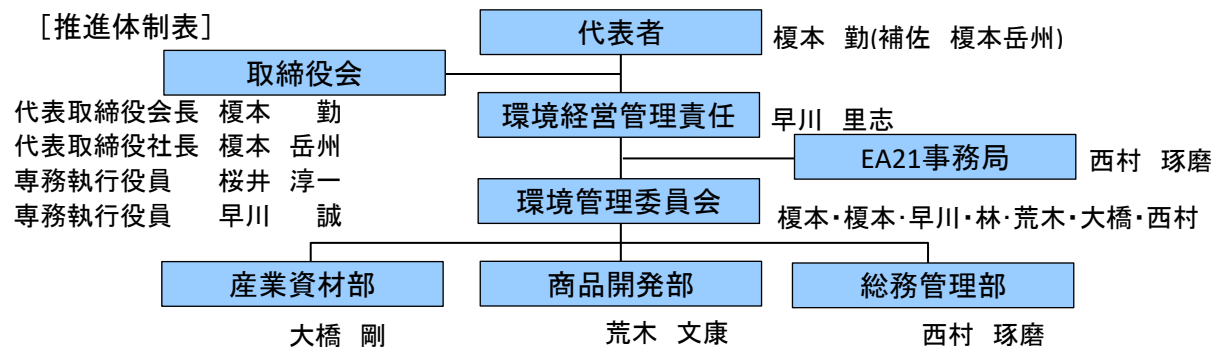 [推進体制表]
代表者
榎本 勤(補佐 榎本岳州)
取締役会
代表取締役会長 榎本 勤
代表取締役社長 榎本 岳州
専務執行役員 桜井 淳一
専務執行役員 早川 誠
環境経営管理責任
早川 里志
EA21事務局
西村 琢磨
環境管理委員会
榎本・榎本・早川・林・荒木・大橋・西村
産業資材部
商品開発部
総務管理部
大橋 剛
荒木 文康
西村 琢磨